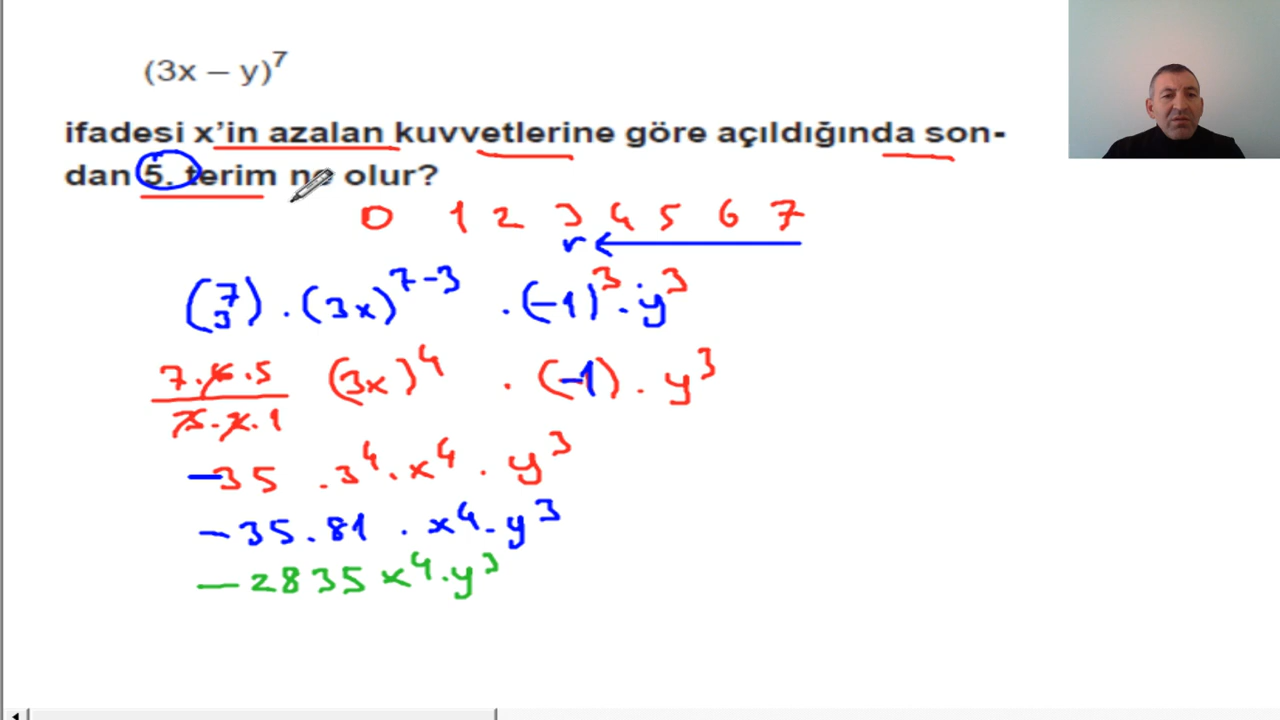 (3x – y)⁷
ifadesi x'in azalan kuvvetlerine göre açıldığında son-
dan 5. terim ne olur?
0 1 2 3 4 5 6 7
r
(7 3) . (3x)⁷⁻³ . (-1)³ . y³
7.6.5 / 3.2.1 (3x)⁴ . (-1) . y³
-35 . 3⁴ . x⁴ . y³
-35.81 . x⁴ . y³
-2835x⁴.y³